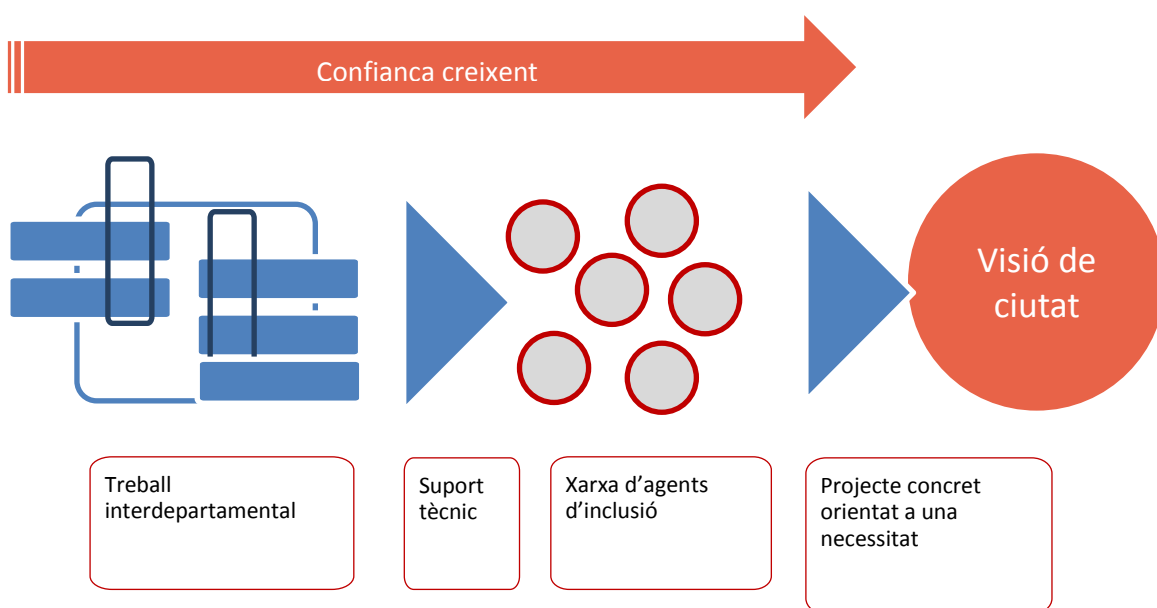 Confianca creixent
Visió de
ciutat
Treball
interdepartamental
Suport
tècnic
Xarxa d’agents
d’inclusió
Projecte concret
orientat a una
necessitat